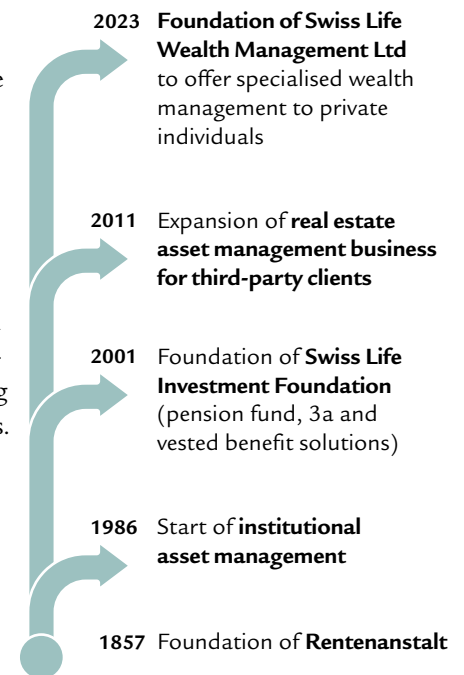 2023 Foundation of Swiss Life
Wealth Management Ltd
to offer specialised wealth
management to private
individuals
2011 Expansion of real estate
asset management business
for third-party clients
2001 Foundation of Swiss Life
Investment Foundation
(pension fund, 3a and
vested benefit solutions)
1986 Start of institutional
asset management
1857 Foundation of Rentenanstalt